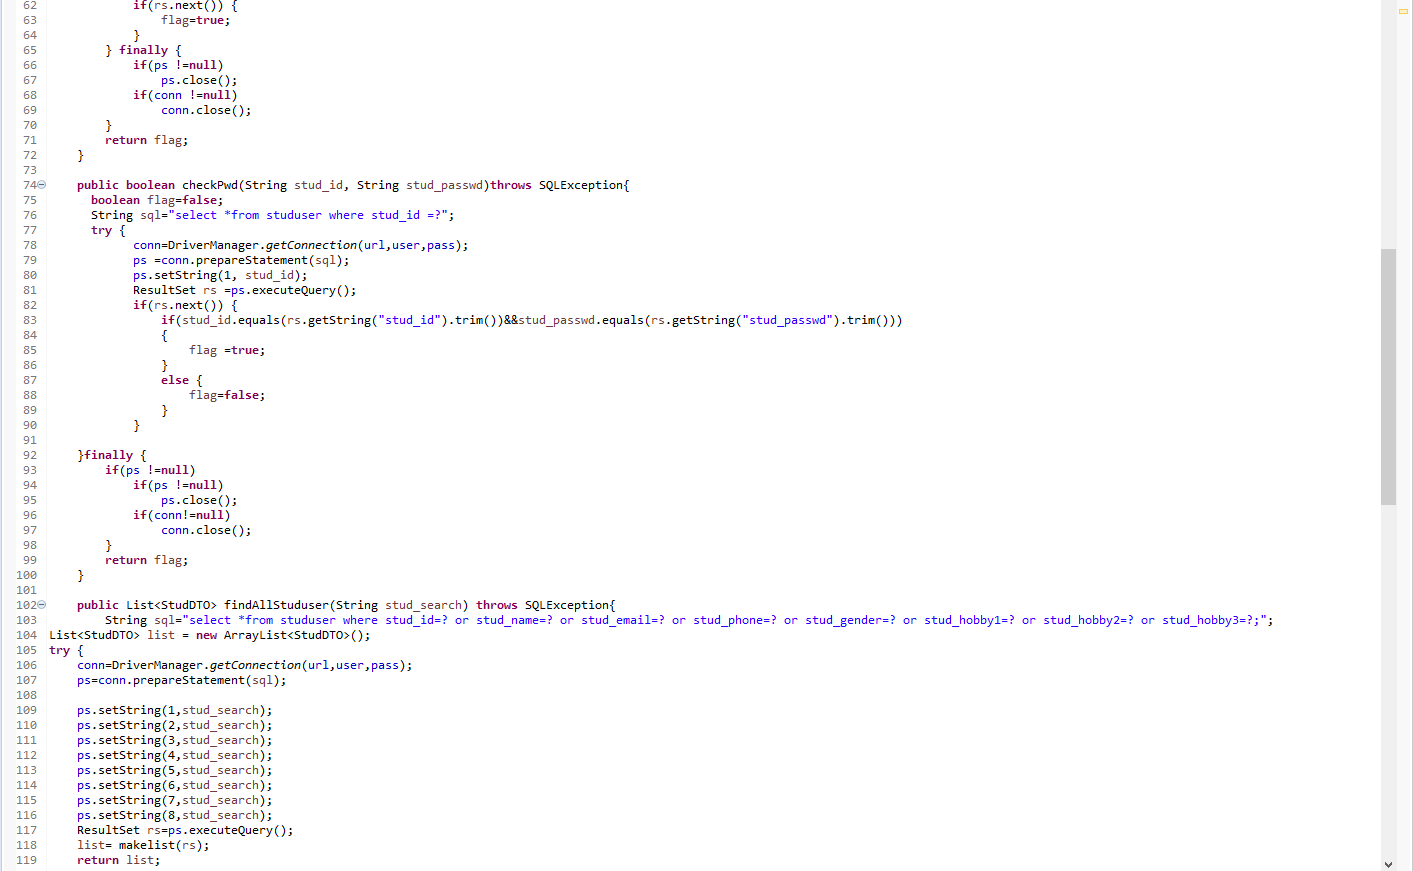 62 if(rs.next()) {
63 flag=true;
64 }
65 } finally {
66 if(ps !=null)
67 ps.close();
68 if(conn !=null)
69 conn.close();
70 }
71 return flag;
72 }
73
74 public boolean checkPwd(String stud_id, String stud_passwd)throws SQLException{
75 boolean flag=false;
76 String sql="select *from studuser where stud_id =?";
77 try {
78 conn=DriverManager.getConnection(url,user,pass);
79 ps =conn.prepareStatement(sql);
80 ps.setString(1, stud_id);
81 ResultSet rs =ps.executeQuery();
82 if(rs.next()) {
83 if(stud_id.equals(rs.getString("stud_id").trim())&&stud_passwd.equals(rs.getString("stud_passwd").trim()))
84 {
85 flag =true;
86 }
87 else {
88 flag=false;
89 }
90 }
91
92 }finally {
93 if(ps !=null)
94 if(ps !=null)
95 ps.close();
96 if(conn!=null)
97 conn.close();
98 }
99 return flag;
100 }
101
102 public List<StudDTO> findAllStuduser(String stud_search) throws SQLException{
103 String sql="select *from studuser where stud_id=? or stud_name=? or stud_email=? or stud_phone=? or stud_gender=? or stud_hobby1=? or stud_hobby2=? or stud_hobby3=?;";
104 List<StudDTO> list = new ArrayList<StudDTO>();
105 try {
106 conn=DriverManager.getConnection(url,user,pass);
107 ps=conn.prepareStatement(sql);
108
109 ps.setString(1,stud_search);
110 ps.setString(2,stud_search);
111 ps.setString(3,stud_search);
112 ps.setString(4,stud_search);
113 ps.setString(5,stud_search);
114 ps.setString(6,stud_search);
115 ps.setString(7,stud_search);
116 ps.setString(8,stud_search);
117 ResultSet rs=ps.executeQuery();
118 list= makelist(rs);
119 return list;